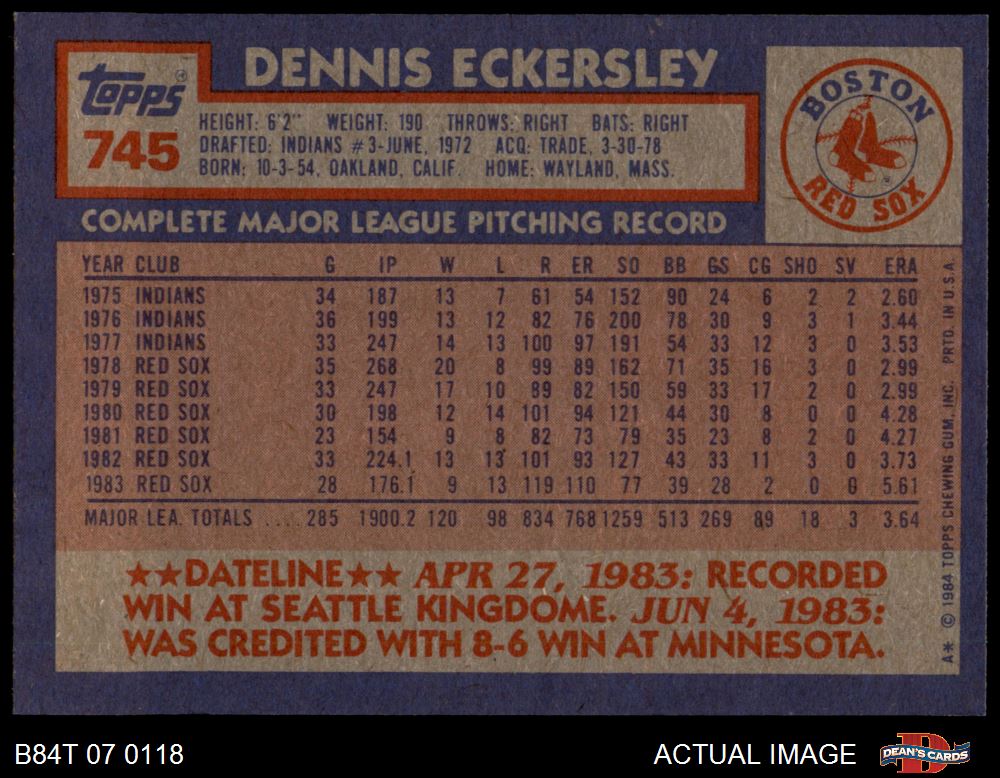 DENNIS ECKERSLEY
Topps
745
HEIGHT: 6'2" WEIGHT: 190 THROWS: RIGHT BATS: RIGHT
DRAFTED: INDIANS #3-JUNE, 1972 ACQ: TRADE, 3-30-78
BORN: 10-3-54, OAKLAND, CALIF. HOME: WAYLAND, MASS.
BOSTON
RED SOX
COMPLETE MAJOR LEAGUE PITCHING RECORD
YEAR CLUB G IP W L R ER SO BB GS CG SHO SV ERA
1975 INDIANS 34 187 13 7 61 54 152 90 24 6 2 2 2.60
1976 INDIANS 36 199 13 12 82 76 200 78 30 9 3 1 3.44
1977 INDIANS 33 247 14 13 100 97 191 54 33 12 3 0 3.53
1978 RED SOX 35 268 20 8 99 89 162 71 35 16 3 0 2.99
1979 RED SOX 33 247 17 10 89 82 150 59 33 17 2 0 2.99
1980 RED SOX 30 198 12 14 101 94 121 44 30 8 0 0 4.28
1981 RED SOX 23 154 9 8 82 73 79 35 23 8 2 0 4.27
1982 RED SOX 33 224.1 13 13 101 93 127 43 33 11 3 0 3.73
1983 RED SOX 28 176.1 9 13 119 110 77 39 28 2 0 0 5.61
MAJOR LEA. TOTALS .... 285 1900.2 120 98 834 768 1259 513 269 89 18 3 3.64
★★DATELINE★★ APR 27, 1983: RECORDED
WIN AT SEATTLE KINGDOME. JUN 4, 1983:
WAS CREDITED WITH 8-6 WIN AT MINNESOTA.
A* © 1984 TOPPS CHEWING GUM, INC. PRTD. IN U.S.A.
B84T 07 0118
ACTUAL IMAGE
DEAN'S CARDS